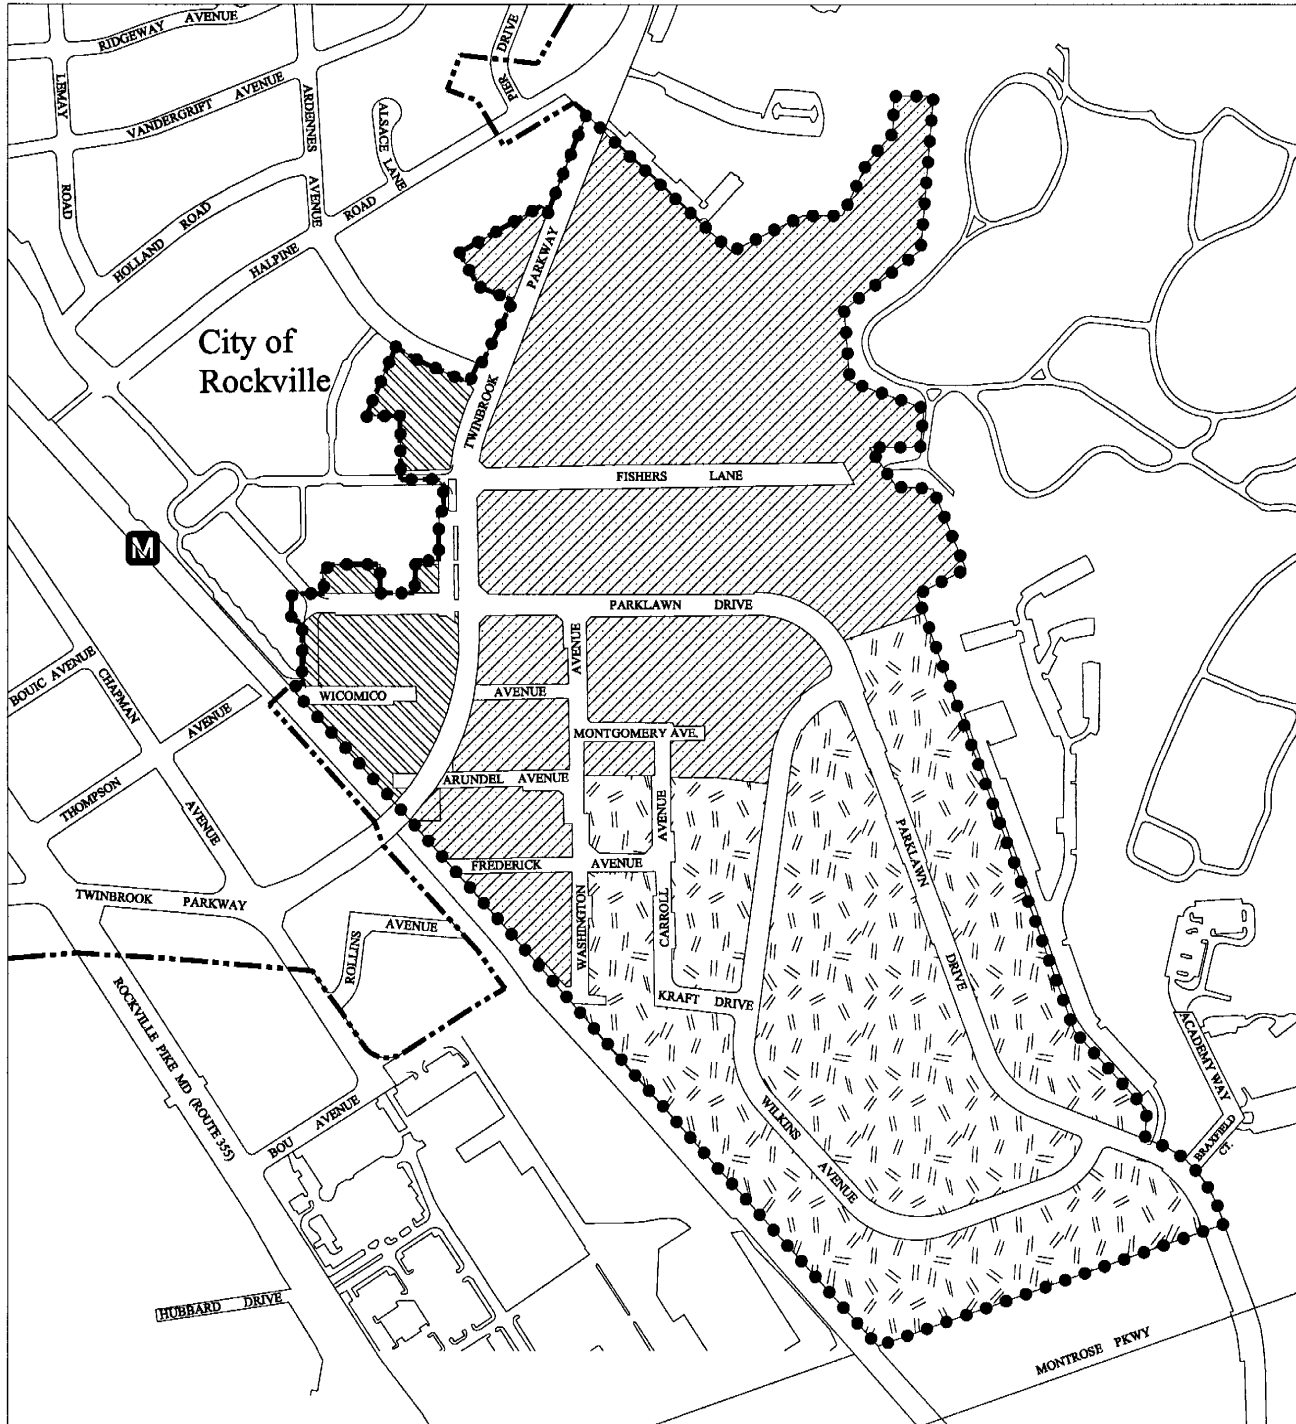 RIDGEWAY AVENUE
PIER DRIVE
LEMAY
ROAD
VANDERGRIFT AVENUE
ARDENNES
AVENUE
ALSACE LANE
HOLLAND ROAD
HALPINE
ROAD
City of
Rockville
TWINBROOK
PARKWAY
FISHERS LANE
M
PARKLAWN DRIVE
BOUIC AVENUE
CHAPMAN
AVENUE
THOMPSON
AVENUE
WICOMICO
AVENUE
AVENUE
MONTGOMERY AVE.
ARUNDEL AVENUE
AVENUE
CARROLL
FREDERICK
AVENUE
WASHINGTON
PARKLAWN
DRIVE
TWINBROOK PARKWAY
ROLLINS
AVENUE
KRAFT DRIVE
ROCKVILLE PIKE MD (ROUTE 355)
BOU AVENUE
WILKINS
AVENUE
ACADEMY WAY
BRAXFIELD
CT.
HUBBARD DRIVE
MONTROSE PKWY